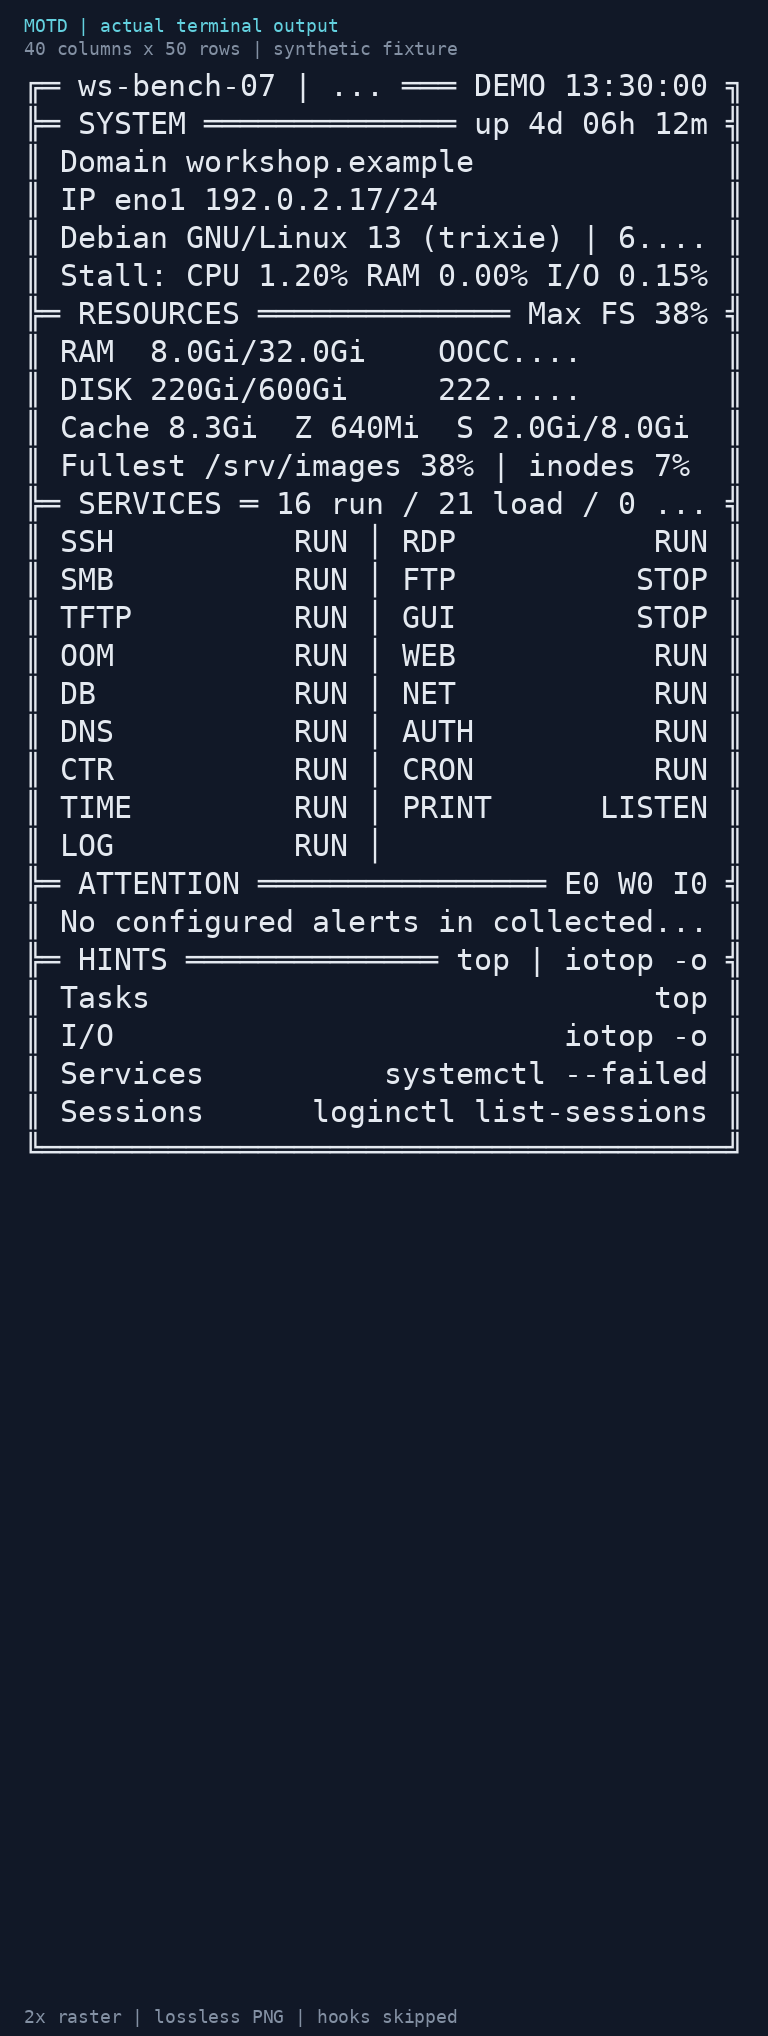 MOTD | actual terminal output
40 columns x 50 rows | synthetic fixture
╔═ ws-bench-07 | ... ═══ DEMO 13:30:00 ╗
╠═ SYSTEM ══════════════ up 4d 06h 12m ╣
║ Domain workshop.example              ║
║ IP eno1 192.0.2.17/24                ║
║ Debian GNU/Linux 13 (trixie) | 6.... ║
║ Stall: CPU 1.20% RAM 0.00% I/O 0.15% ║
╠═ RESOURCES ══════════════ Max FS 38% ╣
║ RAM  8.0Gi/32.0Gi    OOCC....        ║
║ DISK 220Gi/600Gi     222.....        ║
║ Cache 8.3Gi  Z 640Mi  S 2.0Gi/8.0Gi  ║
║ Fullest /srv/images 38% | inodes 7%  ║
╠═ SERVICES ═ 16 run / 21 load / 0 ... ╣
║ SSH          RUN │ RDP           RUN ║
║ SMB          RUN │ FTP          STOP ║
║ TFTP         RUN │ GUI          STOP ║
║ OOM          RUN │ WEB           RUN ║
║ DB           RUN │ NET           RUN ║
║ DNS          RUN │ AUTH          RUN ║
║ CTR          RUN │ CRON          RUN ║
║ TIME         RUN │ PRINT      LISTEN ║
║ LOG          RUN │                   ║
╠═ ATTENTION ════════════════ E0 W0 I0 ╣
║ No configured alerts in collected... ║
╠═ HINTS ══════════════ top | iotop -o ╣
║ Tasks                            top ║
║ I/O                         iotop -o ║
║ Services          systemctl --failed ║
║ Sessions      loginctl list-sessions ║
╚══════════════════════════════════════╝
2x raster | lossless PNG | hooks skipped